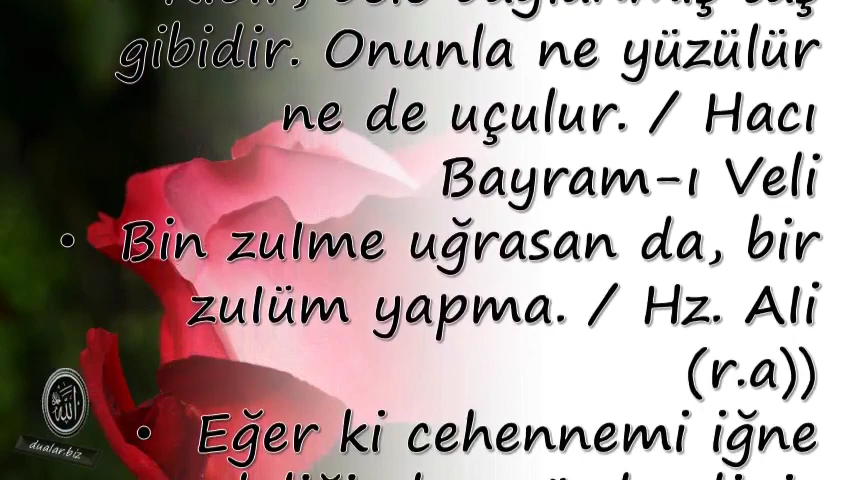 gibidir. Onunla ne yüzülür
ne de uçulur. / Hacı
Bayram-ı Veli
• Bin zulme uğrasan da, bir
zulüm yapma. / Hz. Ali
(r.a))
• Eğer ki cehennemi iğne
الله
dualar.biz